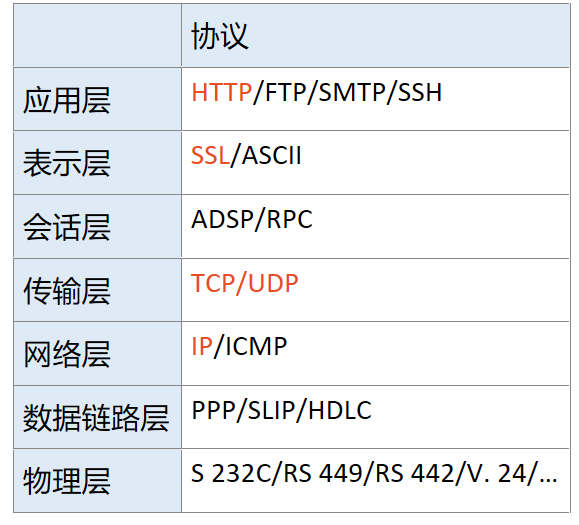 协议
应用层 HTTP/FTP/SMTP/SSH
表示层 SSL/ASCII
会话层 ADSP/RPC
传输层 TCP/UDP
网络层 IP/ICMP
数据链路层 PPP/SLIP/HDLC
物理层 S 232C/RS 449/RS 442/V. 24/...